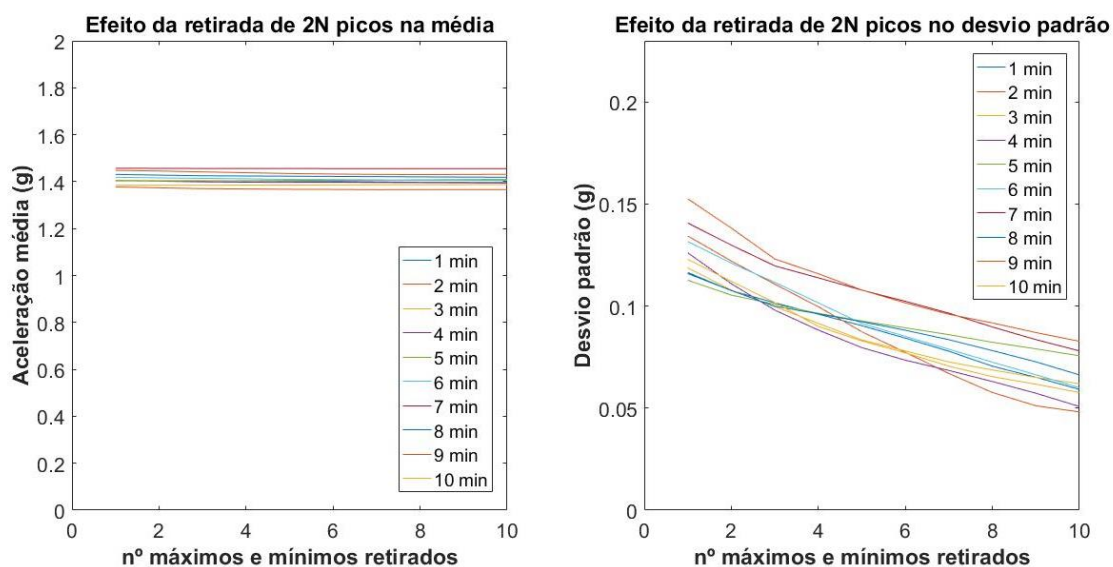 Efeito da retirada de 2N picos na média
Aceleração média (g)
2
1.8
1.6
1.4
1.2
1
0.8
0.6
0.4
0.2
0
0 2 4 6 8 10
nº máximos e mínimos retirados
1 min
2 min
3 min
4 min
5 min
6 min
7 min
8 min
9 min
10 min
Efeito da retirada de 2N picos no desvio padrão
Desvio padrão (g)
0.2
0.15
0.1
0.05
0
0 2 4 6 8 10
nº máximos e mínimos retirados
1 min
2 min
3 min
4 min
5 min
6 min
7 min
8 min
9 min
10 min